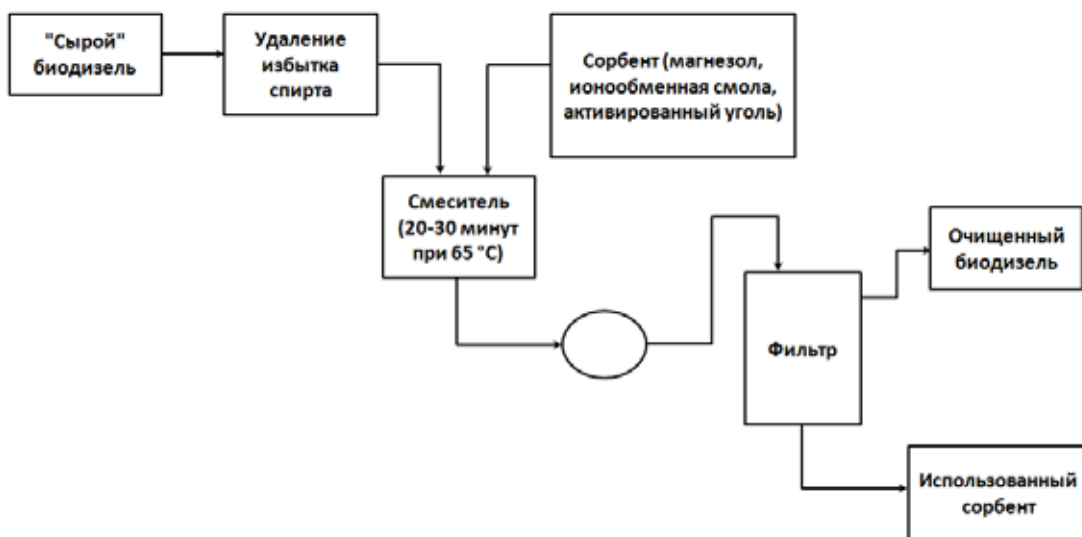 "Сырой"
биодизель
Удаление
избытка
спирта
Сорбент (магнезол,
ионообменная смола,
активированный уголь)
Смеситель
(20-30 минут
при 65 °C)
Очищенный
биодизель
Фильтр
Использованный
сорбент